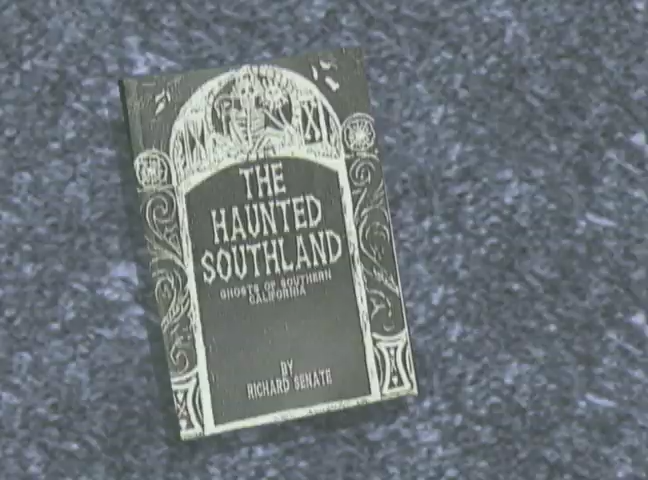 THE
HAUNTED
SOUTHLAND
GHOSTS OF SOUTHERN
CALIFORNIA
BY
RICHARD SENATE